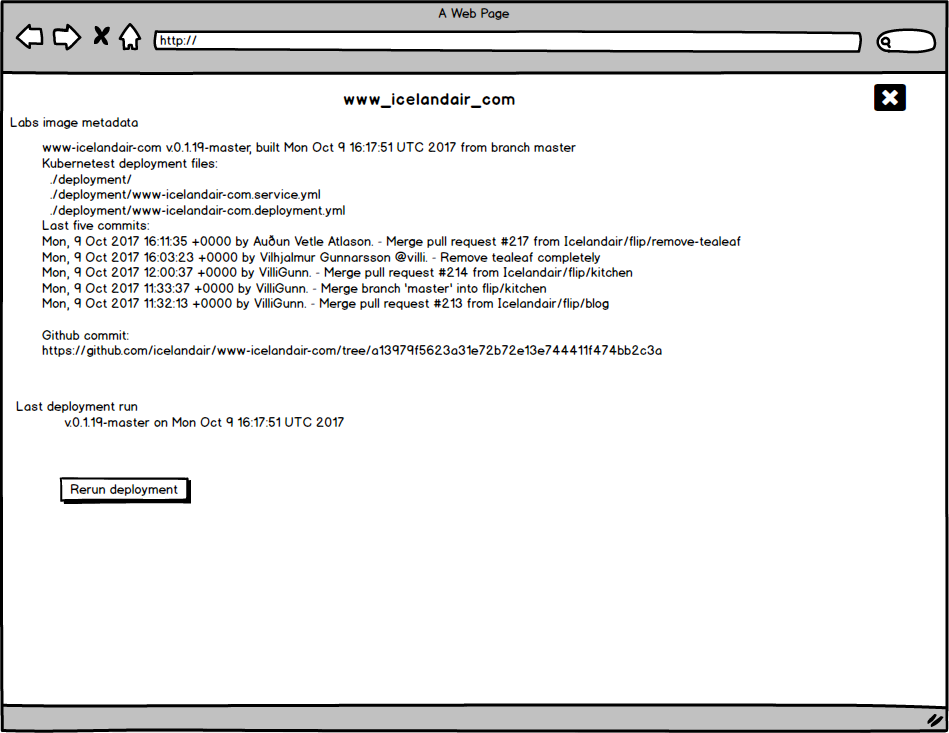 A Web Page
http://
www_icelandair_com
Labs image metadata
www-icelandair-com v.0.1.19-master, built Mon Oct 9 16:17:51 UTC 2017 from branch master
Kubernetest deployment files:
./deployment/
./deployment/www-icelandair-com.service.yml
./deployment/www-icelandair-com.deployment.yml
Last five commits:
Mon, 9 Oct 2017 16:11:35 +0000 by Auðun Vetle Atlason. - Merge pull request #217 from Icelandair/flip/remove-tealeaf
Mon, 9 Oct 2017 16:03:23 +0000 by Vilhjalmur Gunnarsson @villi. - Remove tealeaf completely
Mon, 9 Oct 2017 12:00:37 +0000 by VilliGunn. - Merge pull request #214 from Icelandair/flip/kitchen
Mon, 9 Oct 2017 11:33:37 +0000 by VilliGunn. - Merge branch 'master' into flip/kitchen
Mon, 9 Oct 2017 11:32:13 +0000 by VilliGunn. - Merge pull request #213 from Icelandair/flip/blog
Github commit:
https://github.com/icelandair/www-icelandair-com/tree/a13979f5623a31e72b72e13e744411f474bb2c3a
Last deployment run
v.0.1.19-master on Mon Oct 9 16:17:51 UTC 2017
Rerun deployment